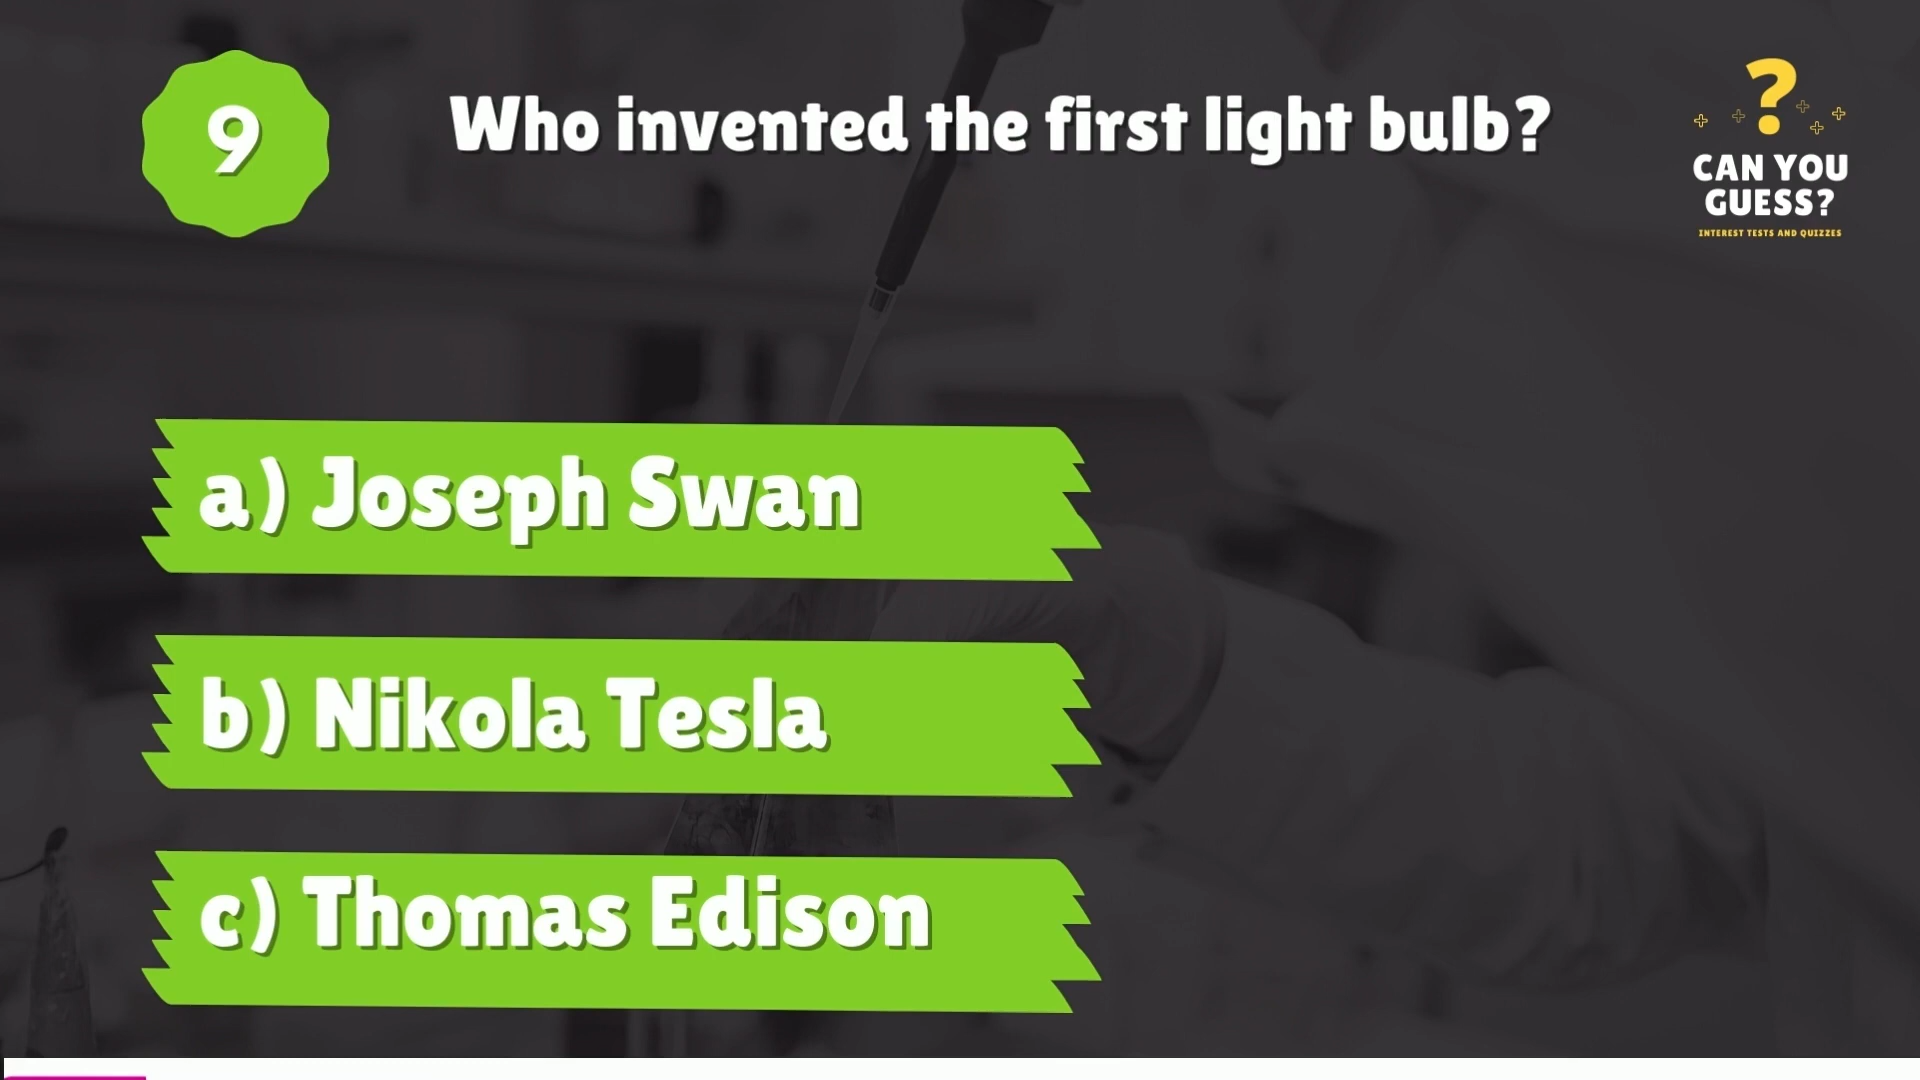 9
Who invented the first light bulb?
?
CAN YOU
GUESS?
INTEREST TESTS AND QUIZZES
a) Joseph Swan
b) Nikola Tesla
c) Thomas Edison